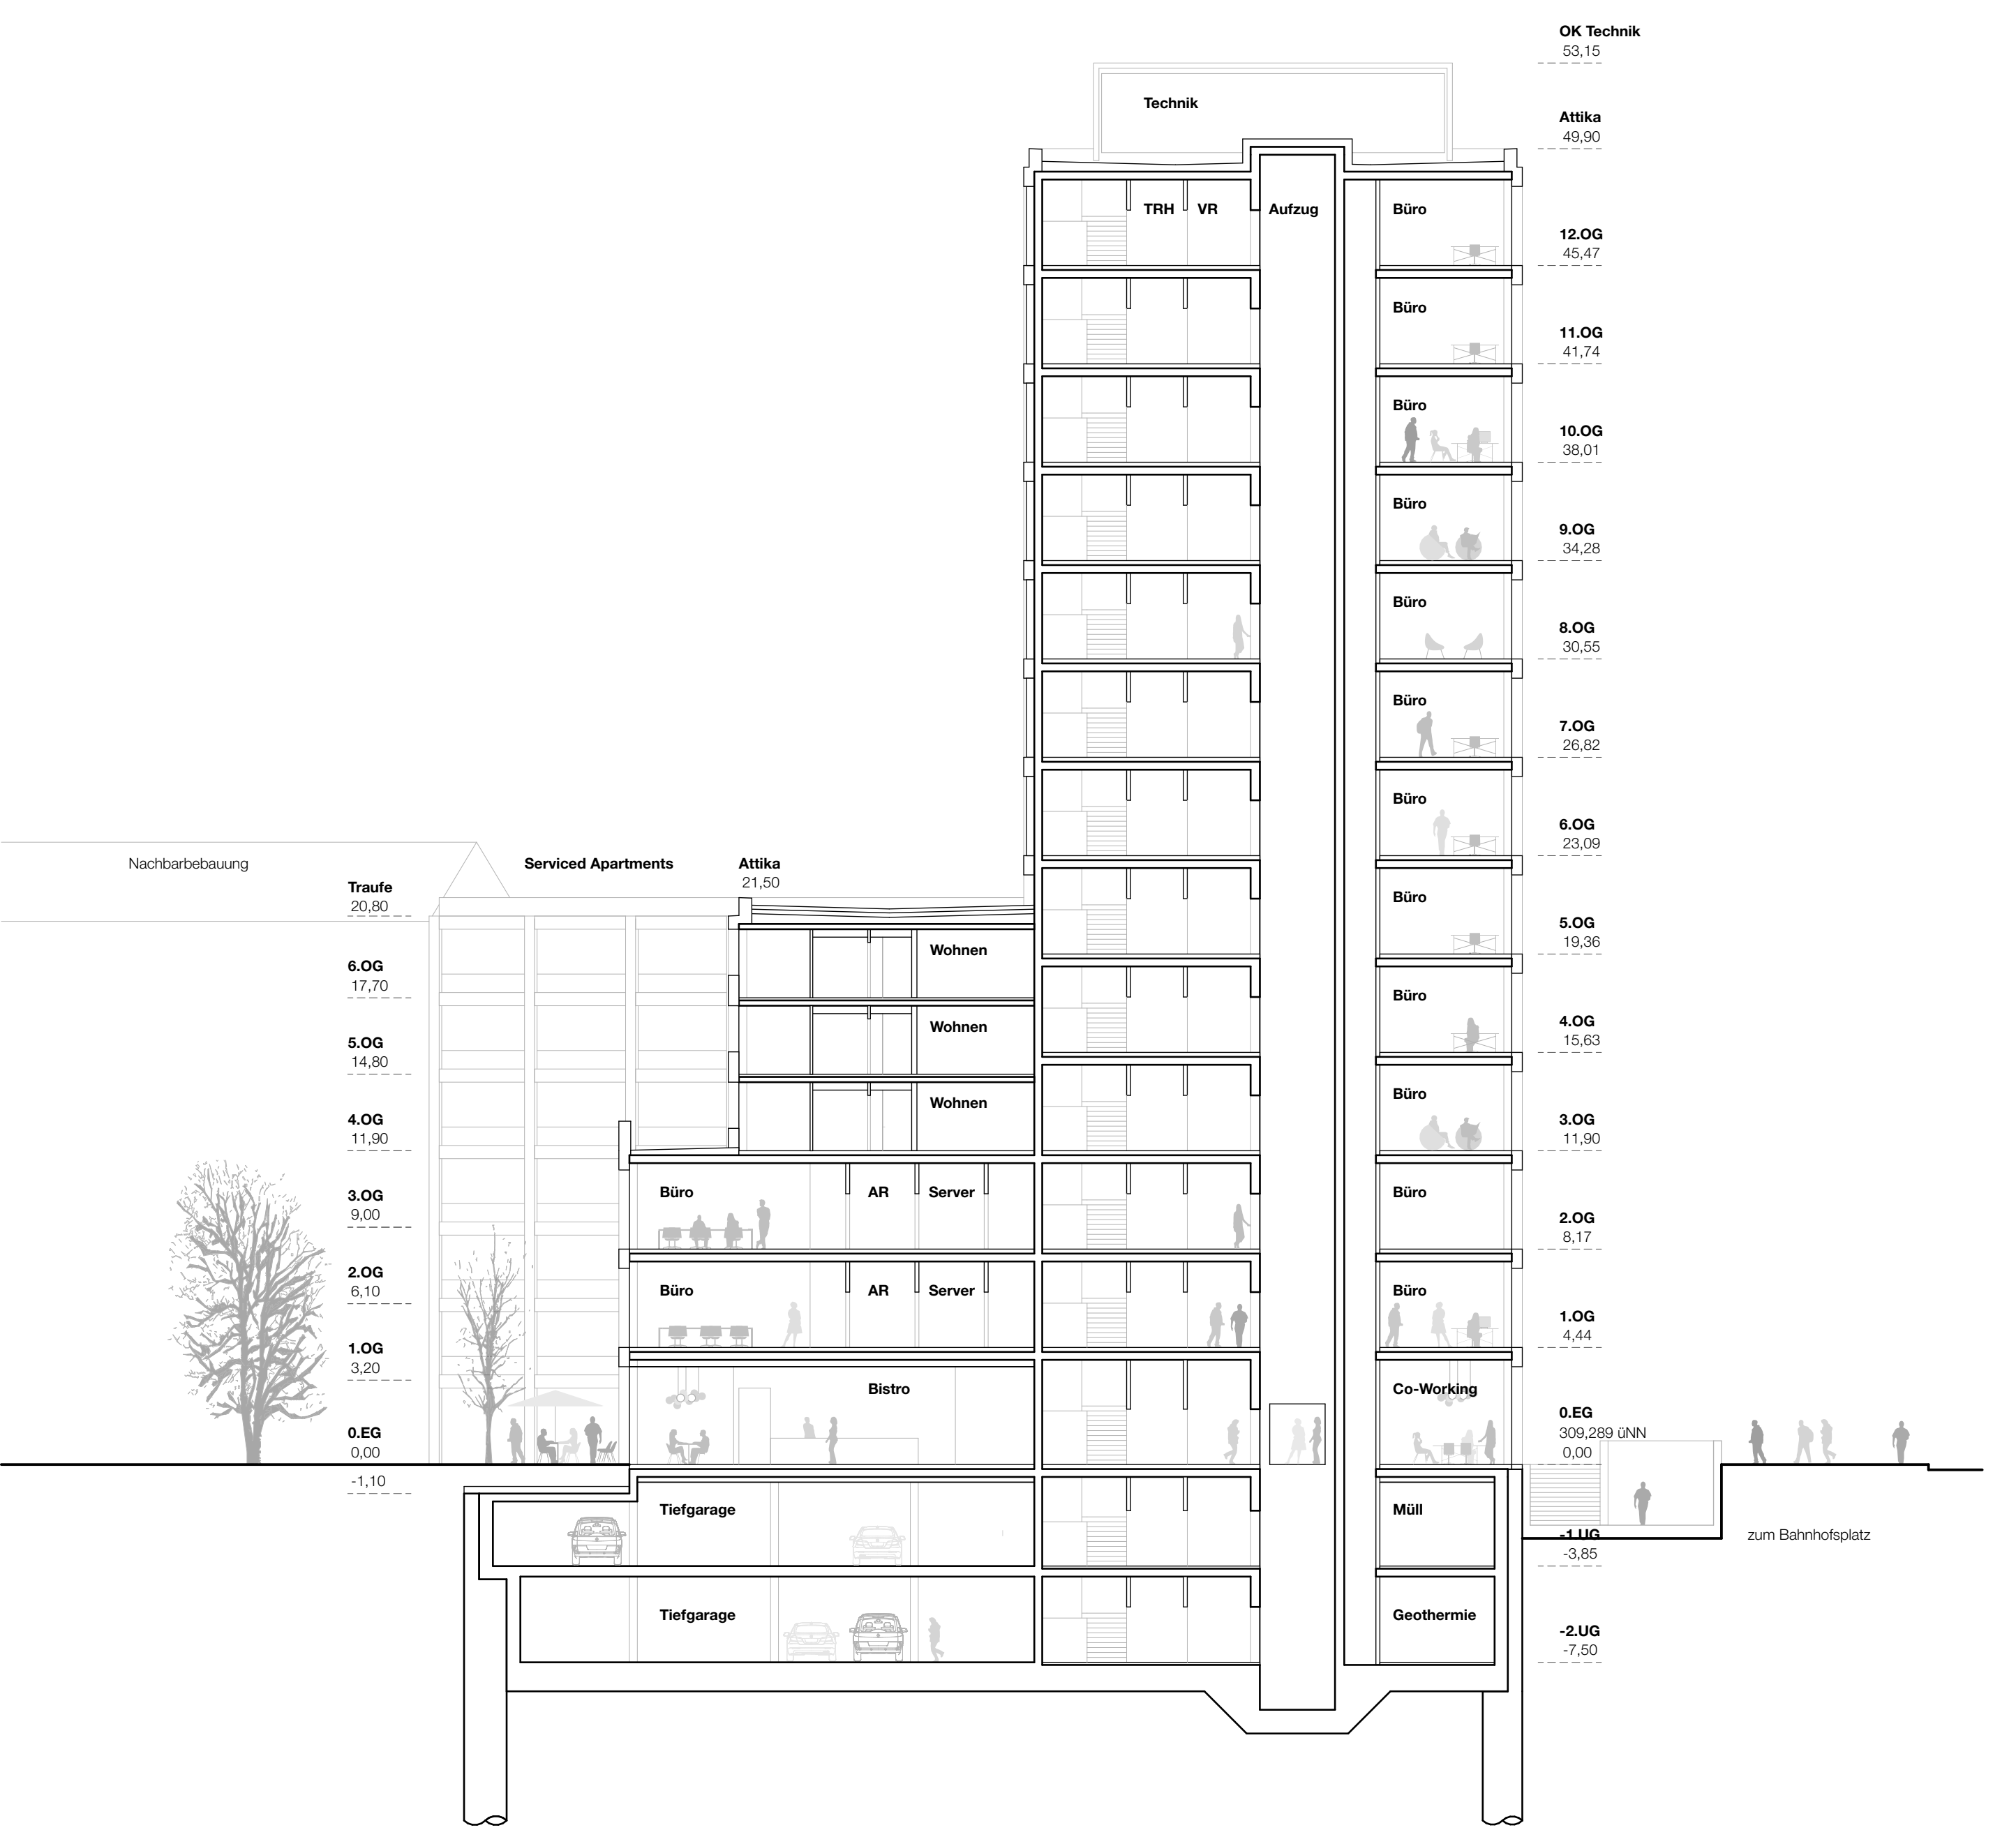 OK Technik
53,15
Technik
Attika
49,90
TRH VR Aufzug Büro
12.OG
45,47
Büro
11.OG
41,74
Büro
10.OG
38,01
Büro
9.OG
34,28
Büro
8.OG
30,55
Büro
7.OG
26,82
Büro
6.OG
23,09
Nachbarbebauung
Serviced Apartments
Attika
21,50
Traufe
20,80
Büro
5.OG
19,36
Wohnen
6.OG
17,70
Büro
4.OG
15,63
Wohnen
5.OG
14,80
Büro
3.OG
11,90
Wohnen
4.OG
11,90
Büro AR Server
Büro
3.OG
9,00
2.OG
8,17
2.OG
6,10
Büro AR Server
Büro
1.OG
4,44
1.OG
3,20
Bistro
Co-Working
0.EG
309,289 üNN
0,00
0.EG
0,00
-1,10
Tiefgarage
Müll
-1.UG
-3,85
zum Bahnhofsplatz
Tiefgarage
Geothermie
-2.UG
-7,50